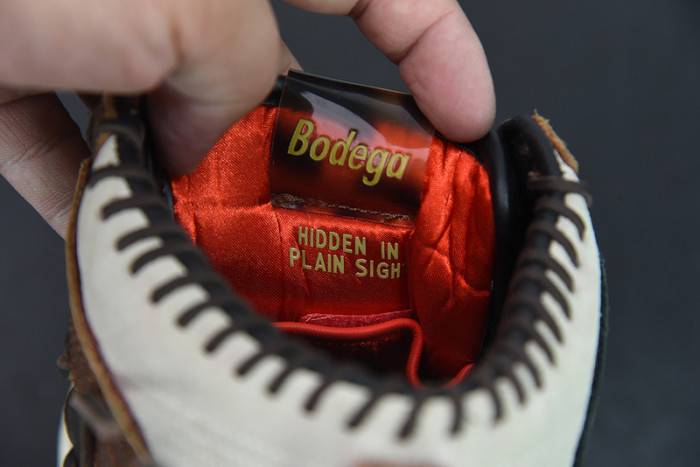 Bodega
HIDDEN IN
PLAIN SIGH